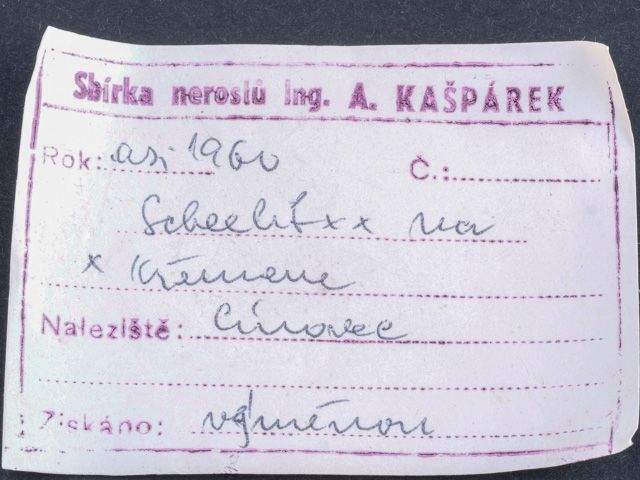 Sbírka nerostů Ing. A. KAŠPÁREK
Rok: asi 1960 Č.:
Scheelit xx na
x křemene
Naleziště: Cínovec
Získáno: výměnou